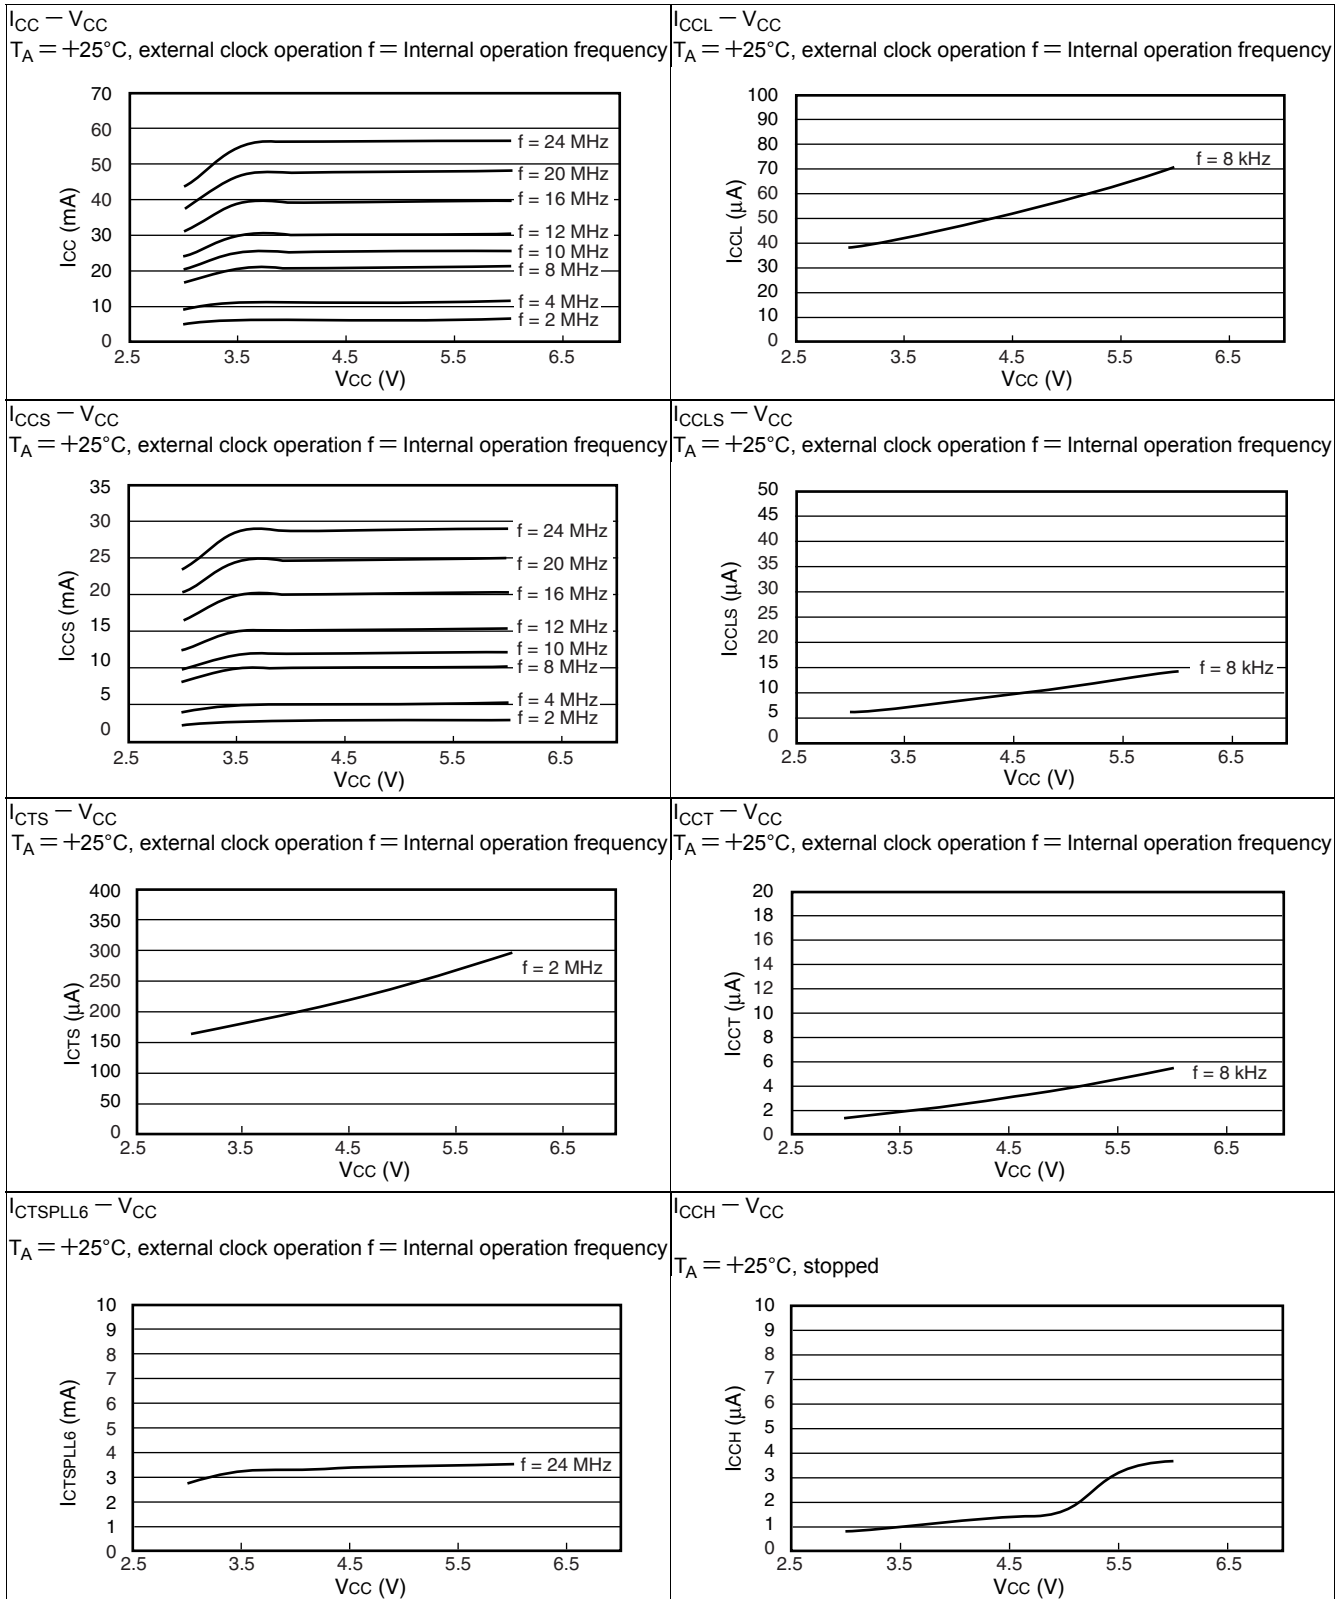 ICC － VCC
TA ＝ +25°C, external clock operation f ＝ Internal operation frequency
70
60
50
40
30
20
10
0
ICC (mA)
f = 24 MHz
f = 20 MHz
f = 16 MHz
f = 12 MHz
f = 10 MHz
f = 8 MHz
f = 4 MHz
f = 2 MHz
2.5 3.5 4.5 5.5 6.5
VCC (V)
ICCL － VCC
TA ＝ +25°C, external clock operation f ＝ Internal operation frequency
100
90
80
70
60
50
40
30
20
10
0
ICCL (µA)
f = 8 kHz
2.5 3.5 4.5 5.5 6.5
VCC (V)
ICCS － VCC
TA ＝ +25°C, external clock operation f ＝ Internal operation frequency
35
30
25
20
15
10
5
0
ICCS (mA)
f = 24 MHz
f = 20 MHz
f = 16 MHz
f = 12 MHz
f = 10 MHz
f = 8 MHz
f = 4 MHz
f = 2 MHz
2.5 3.5 4.5 5.5 6.5
VCC (V)
ICCLS － VCC
TA ＝ +25°C, external clock operation f ＝ Internal operation frequency
50
45
40
35
30
25
20
15
10
5
0
ICCLS (µA)
f = 8 kHz
2.5 3.5 4.5 5.5 6.5
VCC (V)
ICTS － VCC
TA ＝ +25°C, external clock operation f ＝ Internal operation frequency
400
350
300
250
200
150
100
50
0
ICTS (µA)
f = 2 MHz
2.5 3.5 4.5 5.5 6.5
VCC (V)
ICCT － VCC
TA ＝ +25°C, external clock operation f ＝ Internal operation frequency
20
18
16
14
12
10
8
6
4
2
0
ICCT (µA)
f = 8 kHz
2.5 3.5 4.5 5.5 6.5
VCC (V)
ICTSPLL6 － VCC
TA ＝ +25°C, external clock operation f ＝ Internal operation frequency
10
9
8
7
6
5
4
3
2
1
0
ICTSPLL6 (mA)
f = 24 MHz
2.5 3.5 4.5 5.5 6.5
VCC (V)
ICCH － VCC
TA ＝ +25°C, stopped
10
9
8
7
6
5
4
3
2
1
0
ICCH (µA)
2.5 3.5 4.5 5.5 6.5
VCC (V)